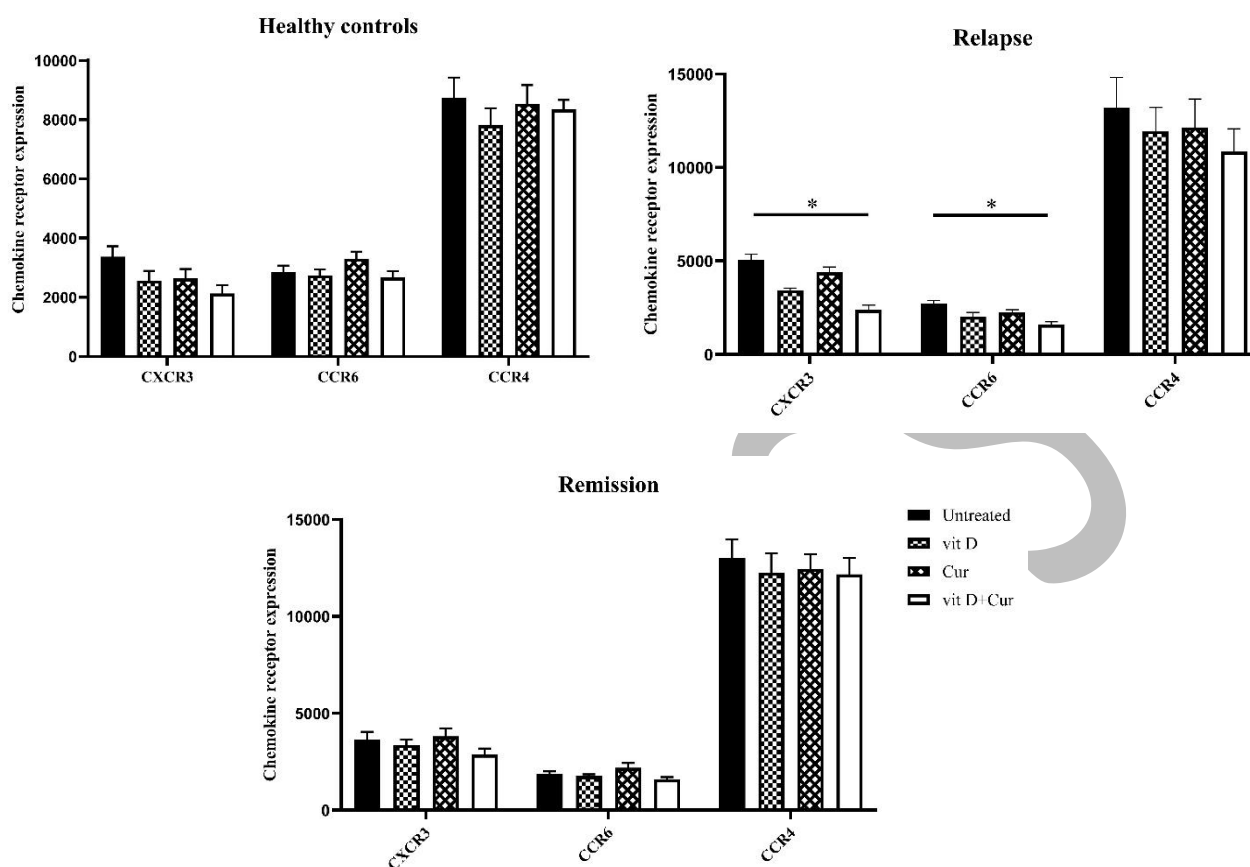 Healthy controls
Chemokine receptor expression
10000
8000
6000
4000
2000
0
CXCR3
CCR6
CCR4
Relapse
Chemokine receptor expression
15000
10000
5000
0
*
*
CXCR3
CCR6
CCR4
Remission
Chemokine receptor expression
15000
10000
5000
0
CXCR3
CCR6
CCR4
Untreated
vit D
Cur
vit D+Cur